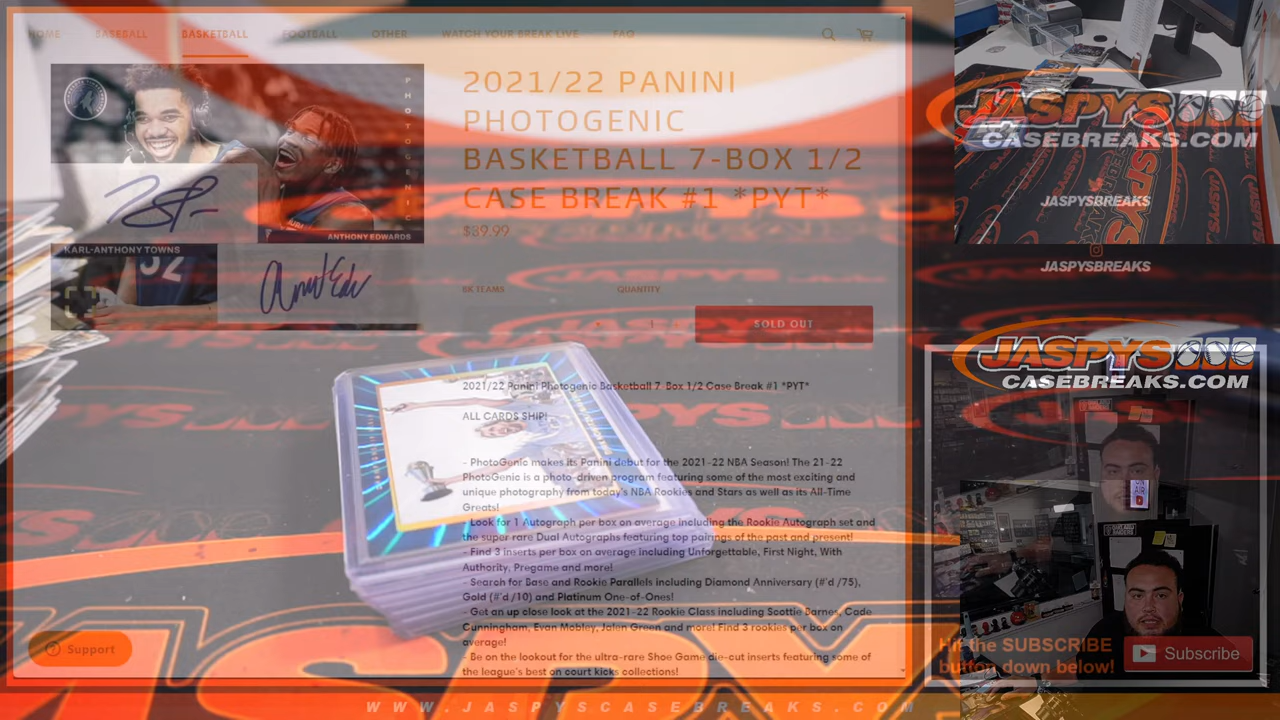 HOME BASEBALL BASKETBALL FOOTBALL OTHER WATCH YOUR BREAK LIVE FAQ
PHOTOGENIC
ANTHONY EDWARDS
KARL-ANTHONY TOWNS
32
2021/22 PANINI
PHOTOGENIC
BASKETBALL 7-BOX 1/2
CASE BREAK #1 *PYT*
$39.99
BK TEAMS QUANTITY
1 SOLD OUT
2021/22 Panini Photogenic Basketball 7-Box 1/2 Case Break #1 *PYT*
ALL CARDS SHIP!
- PhotoGenic makes its Panini debut for the 2021-22 NBA Season! The 21-22
PhotoGenic is a photo-driven program featuring some of the most exciting and
unique photography from today's NBA Rookies and Stars as well as its All-Time
Greats!
- Look for 1 Autograph per box on average including the Rookie Autograph set and
the super rare Dual Autographs featuring top pairings of the past and present!
- Find 3 inserts per box on average including Unforgettable, First Night, With
Authority, Pregame and more!
- Search for Base and Rookie Parallels including Diamond Anniversary (#'d /75),
Gold (#'d /10) and Platinum One-of-Ones!
- Get an up close look at the 2021-22 Rookie Class including Scottie Barnes, Cade
Cunningham, Evan Mobley, Jalen Green and more! Find 3 rookies per box on
average!
- Be on the lookout for the ultra-rare Shoe Game die-cut inserts featuring some of
the league's best on court kicks collections!
Support
JASPYS
CASEBREAKS.COM
JASPYSBREAKS
JASPYSBREAKS
JASPYS
CASEBREAKS.COM
Hit the SUBSCRIBE
button down below!
Subscribe
WWW.JASPYSCASEBREAKS.COM